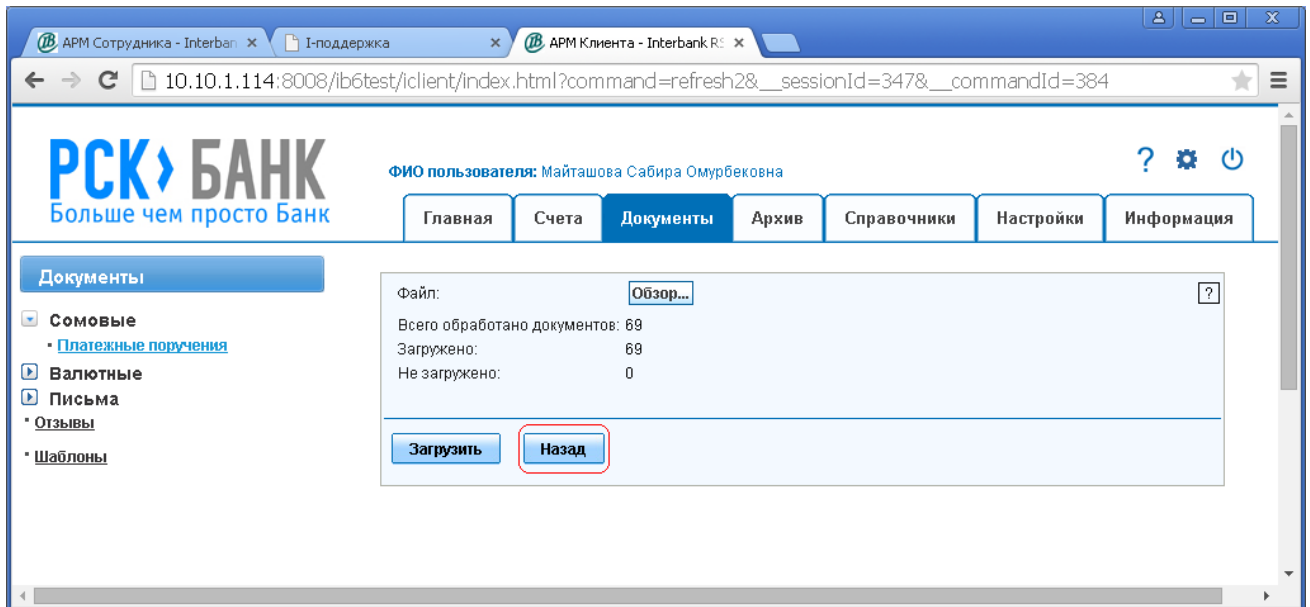 АРМ Сотрудника - Interban
I-поддержка
АРМ Клиента - Interbank RS
10.10.1.114:8008/ib6test/iclient/index.html?command=refresh2&__sessionId=347&__commandId=384
РСК БАНК
Больше чем просто Банк
ФИО пользователя: Майташова Сабира Омурбековна
?
Главная Счета Документы Архив Справочники Настройки Информация
Документы
Сомовые
Платежные поручения
Валютные
Письма
Отзывы
Шаблоны
Файл: Обзор... ?
Всего обработано документов: 69
Загружено: 69
Не загружено: 0
Загрузить Назад